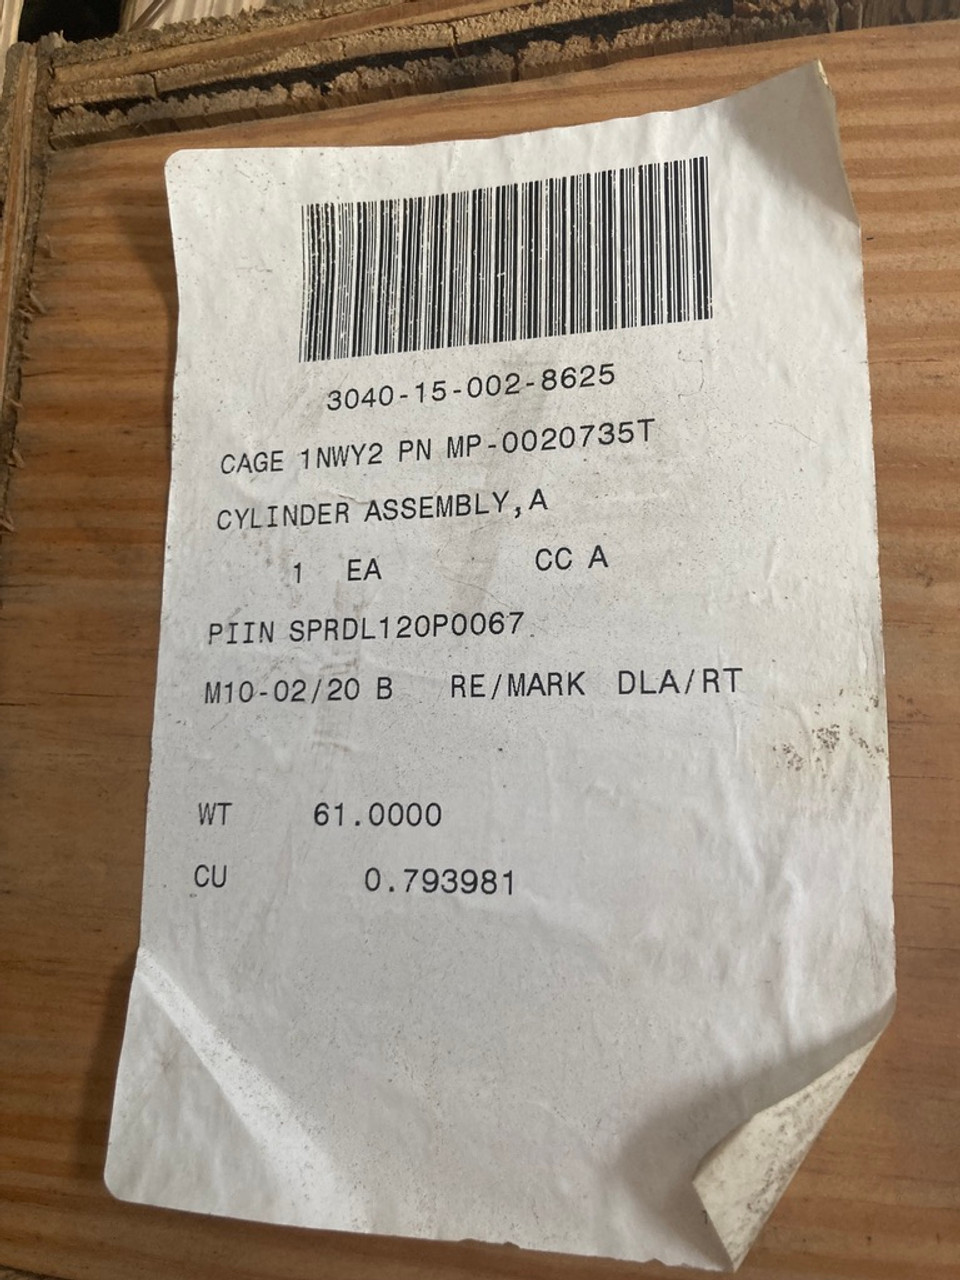 3040-15-002-8625
CAGE 1NWY2 PN MP-0020735T
CYLINDER ASSEMBLY,A
1 EA CC A
PIIN SPRDL120P0067
M10-02/20 B RE/MARK DLA/RT
WT 61.0000
CU 0.793981